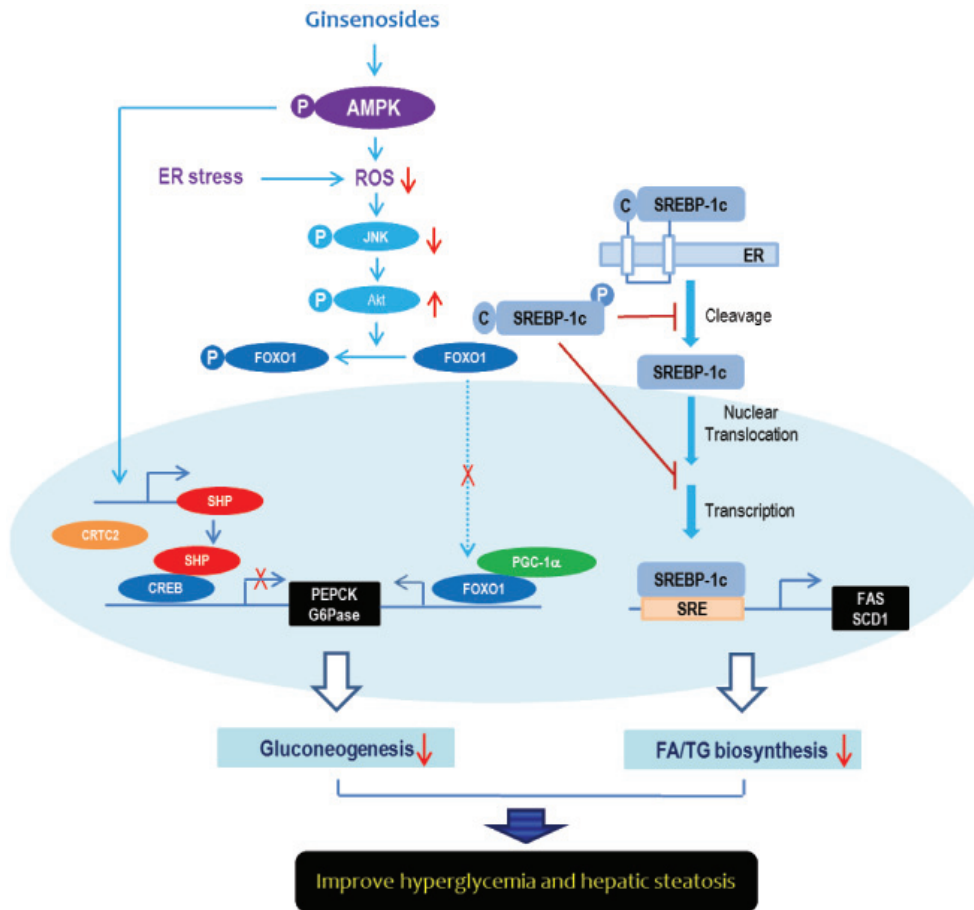 Ginsenosides
P
AMPK
ER stress
ROS
P
JNK
P
Akt
P
FOXO1
FOXO1
C
SREBP-1c
ER
P
C
SREBP-1c
Cleavage
SREBP-1c
Nuclear
Translocation
Transcription
SHP
CRTC2
SHP
CREB
X
PEPCK
G6Pase
X
PGC-1α
FOXO1
SREBP-1c
SRE
FAS
SCD1
Gluconeogenesis
FA/TG biosynthesis
Improve hyperglycemia and hepatic steatosis